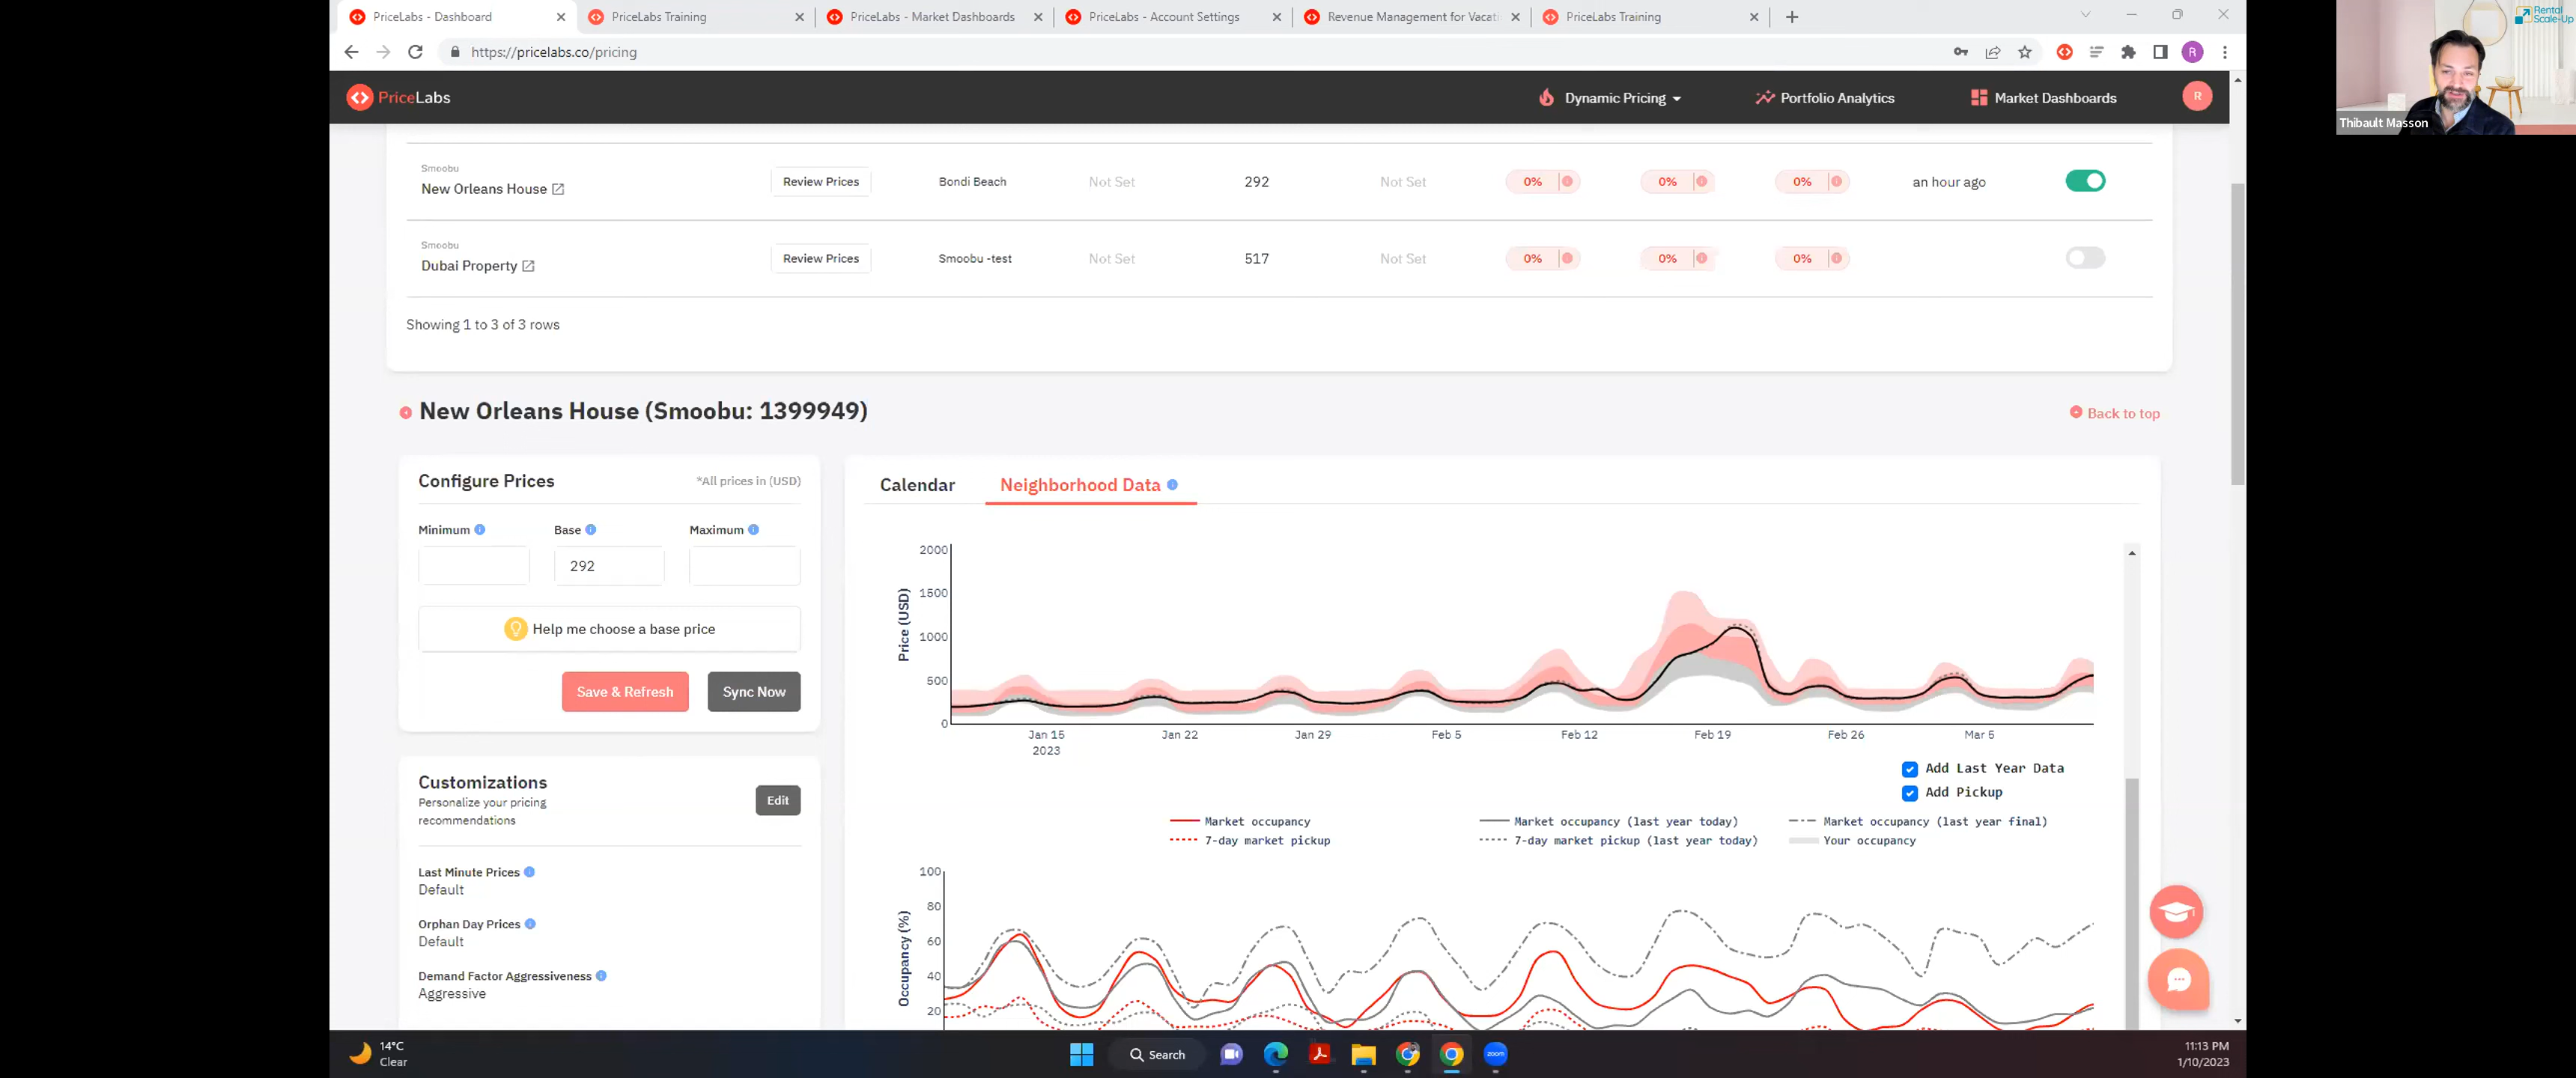 PriceLabs - Dashboard
PriceLabs Training
PriceLabs - Market Dashboards
PriceLabs - Account Settings
Revenue Management for Vacati
PriceLabs Training
https://pricelabs.co/pricing
R
Rental
Scale-Up
Thibault Masson
PriceLabs
Dynamic Pricing
Portfolio Analytics
Market Dashboards
R
Smoobu
New Orleans House
Review Prices
Bondi Beach
Not Set
292
Not Set
0%
0%
0%
an hour ago
Smoobu
Dubai Property
Review Prices
Smoobu -test
Not Set
517
Not Set
0%
0%
0%
Showing 1 to 3 of 3 rows
New Orleans House (Smoobu: 1399949)
Back to top
Configure Prices
*All prices in (USD)
Minimum
Base
Maximum
292
Help me choose a base price
Save & Refresh
Sync Now
Customizations
Personalize your pricing
recommendations
Edit
Last Minute Prices
Default
Orphan Day Prices
Default
Demand Factor Aggressiveness
Aggressive
Calendar
Neighborhood Data
Price (USD)
2000
1500
1000
500
0
Jan 15
2023
Jan 22
Jan 29
Feb 5
Feb 12
Feb 19
Feb 26
Mar 5
Add Last Year Data
Add Pickup
Market occupancy
Market occupancy (last year today)
Market occupancy (last year final)
7-day market pickup
7-day market pickup (last year today)
Your occupancy
Occupancy (%)
100
80
60
40
20
14°C
Clear
Search
zoom
11:13 PM
1/10/2023